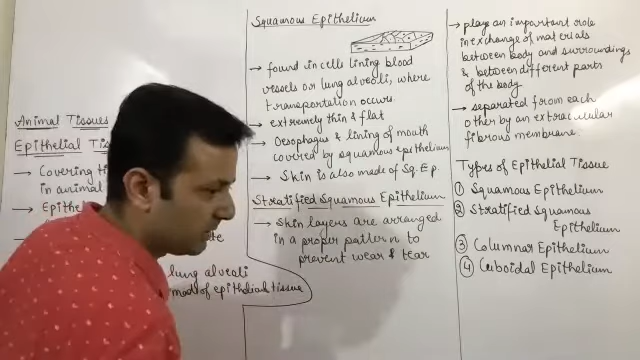 Animal Tissues
Epithelial Tis
→ Covering ti
in animal
→ Epithe
te
lung alveoli
made of epithelial tissue
Squamous Epithelium
→ found in cells lining blood
vessels or lung alveoli, where
transportation occurs.
→ extremely thin & flat
→ Oesophagus & lining of mouth
covered by squamous epithelium
→ Skin is also made of Sq. Ep.
Stratified Squamous Epithelium
→ Skin layers are arranged
in a proper pattern to
prevent wear & tear
→ plays an important role
in exchange of materials
between body and surroundings
& between different parts
of the body
→ separated from each
other by an extracullar
fibrous membrane.
Types of Epithelial Tissue
① Squamous Epithelium
② Stratified Squamous
Epithelium
③ Columnar Epithelium
④ Cuboidal Epithelium